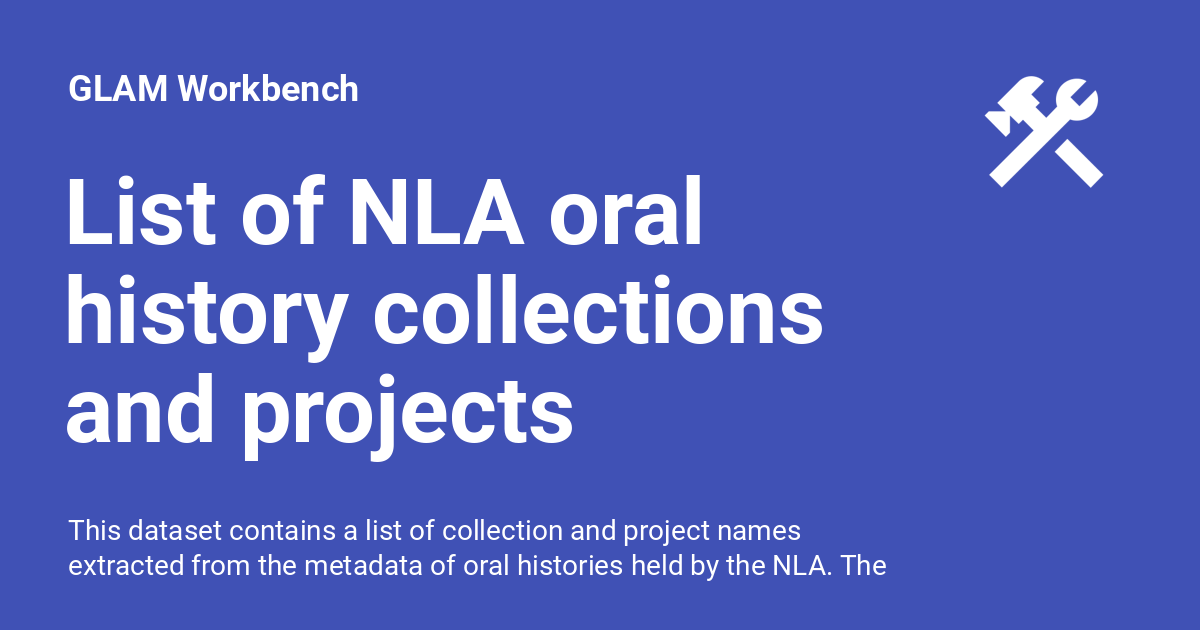 GLAM Workbench
List of NLA oral
history collections
and projects
This dataset contains a list of collection and project names
extracted from the metadata of oral histories held by the NLA. The